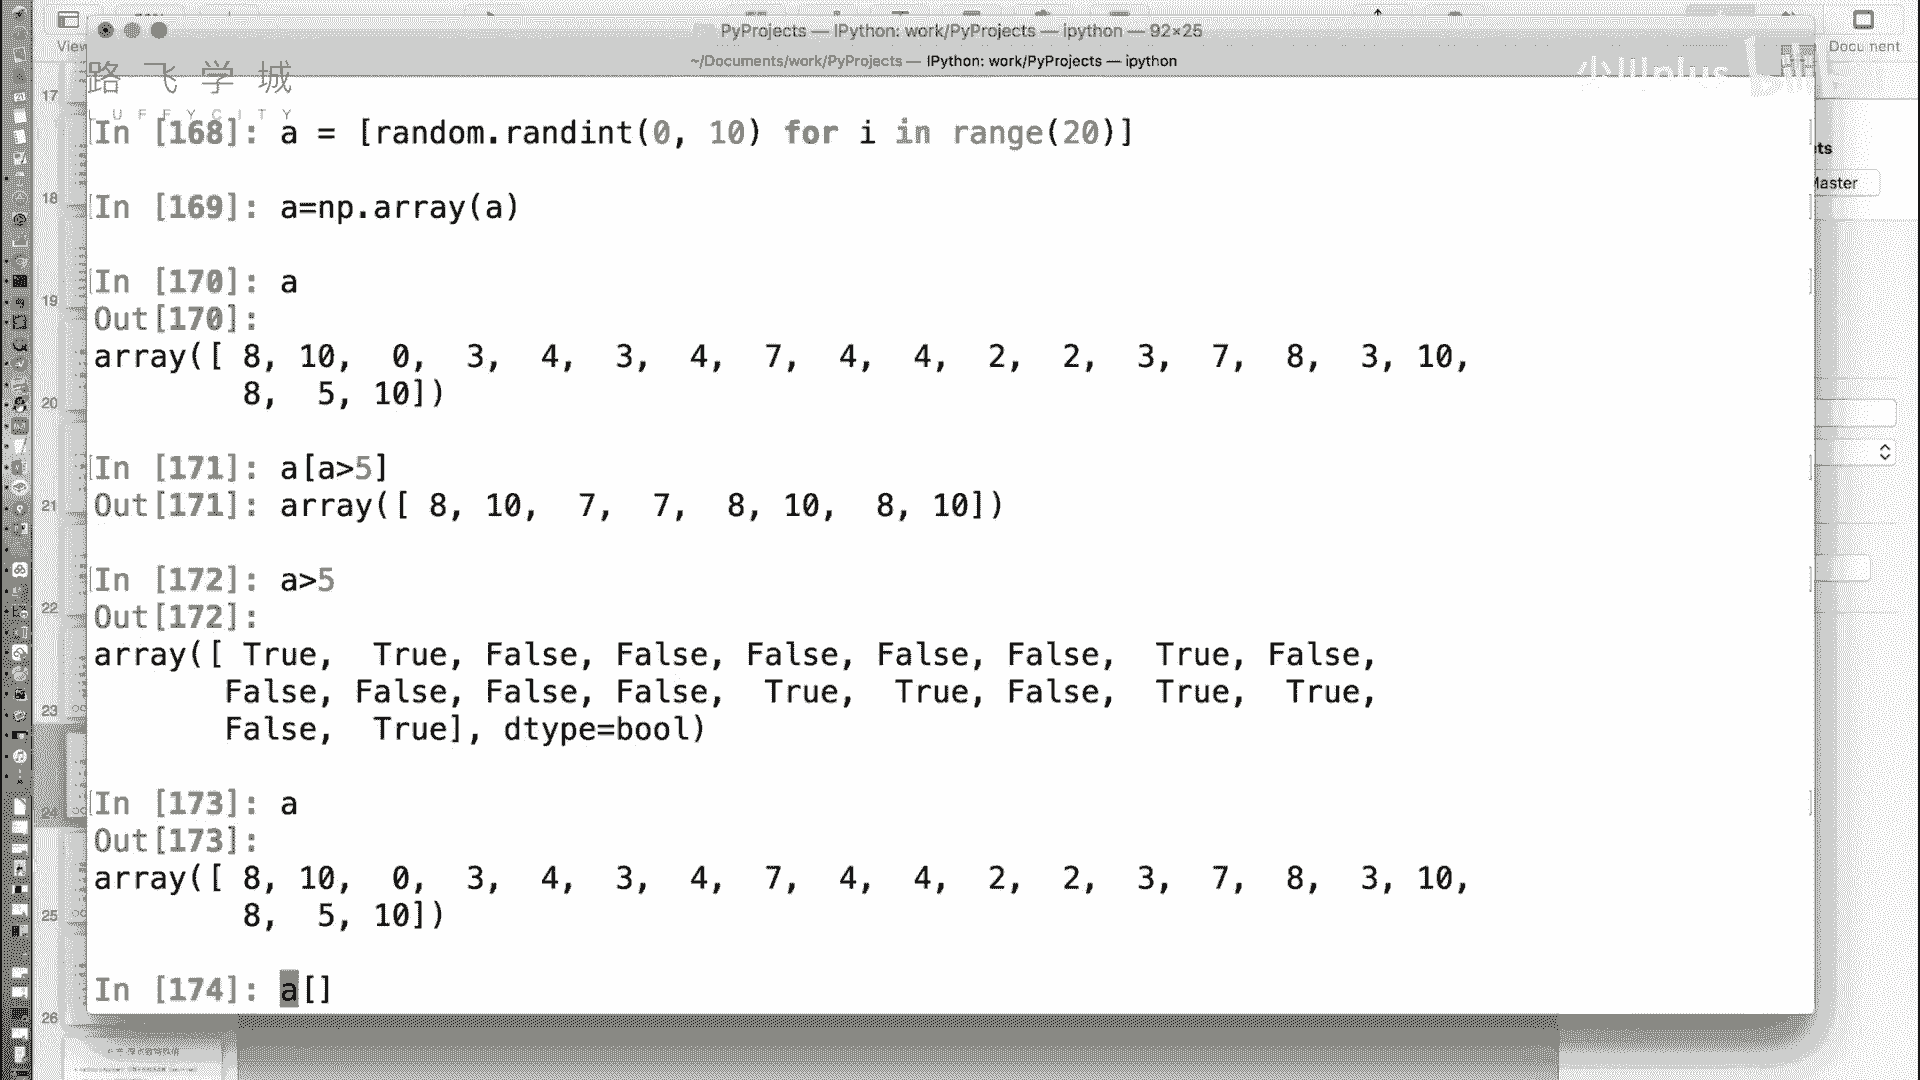 PyProjects — IPython: work/PyProjects — ipython — 92×25
View
Document
~/Documents/work/PyProjects — IPython: work/PyProjects — ipython
路飞学城
LUFFYCITY
plus
17
In [168]: a = [random.randint(0, 10) for i in range(20)]
ts
Master
18
In [169]: a=np.array(a)
In [170]: a
19
Out[170]:
array([ 8, 10,  0,  3,  4,  3,  4,  7,  4,  4,  2,  2,  3,  7,  8,  3, 10,
        8,  5, 10])
20
In [171]: a[a>5]
21
Out[171]: array([ 8, 10,  7,  7,  8, 10,  8, 10])
In [172]: a>5
22
Out[172]:
array([ True,  True, False, False, False, False, False,  True, False,
       False, False, False, False,  True,  True, False,  True,  True,
23
       False,  True], dtype=bool)
In [173]: a
24
Out[173]:
array([ 8, 10,  0,  3,  4,  3,  4,  7,  4,  4,  2,  2,  3,  7,  8,  3, 10,
25
        8,  5, 10])
In [174]: a[]
26